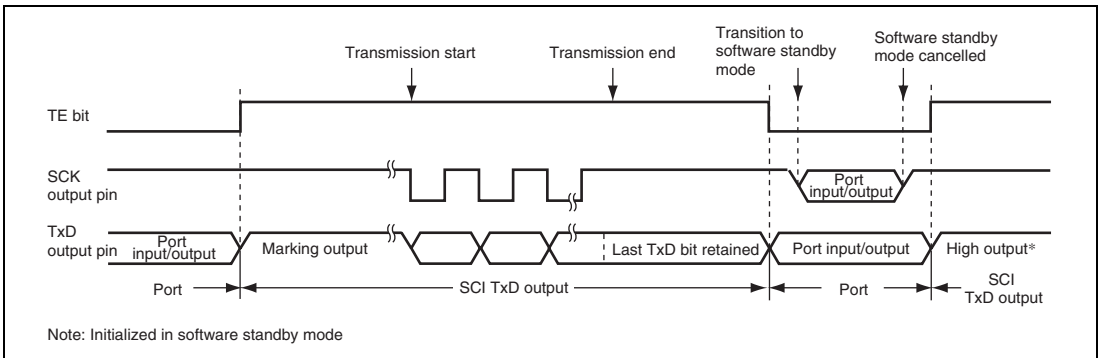 Transmission start
Transmission end
Transition to
software standby
mode
Software standby
mode cancelled
TE bit
SCK
output pin
Port
input/output
TxD
output pin
Port
input/output
Marking output
Last TxD bit retained
Port input/output
High output*
Port
SCI TxD output
Port
SCI
TxD output
Note: Initialized in software standby mode